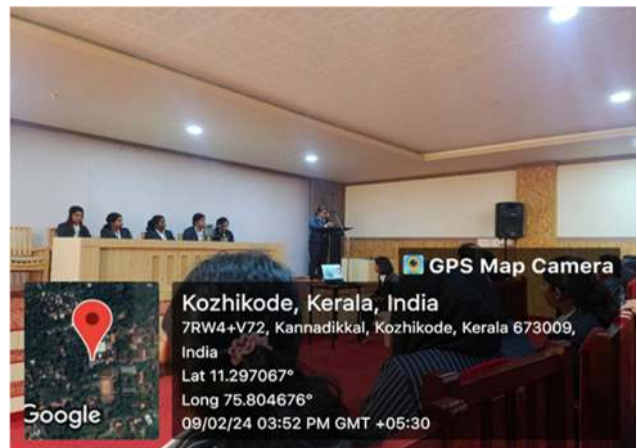 GPS Map Camera
Kozhikode, Kerala, India
7RW4+V72, Kannadikkal, Kozhikode, Kerala 673009,
India
Lat 11.297067°
Long 75.804676°
09/02/24 03:52 PM GMT +05:30
Google